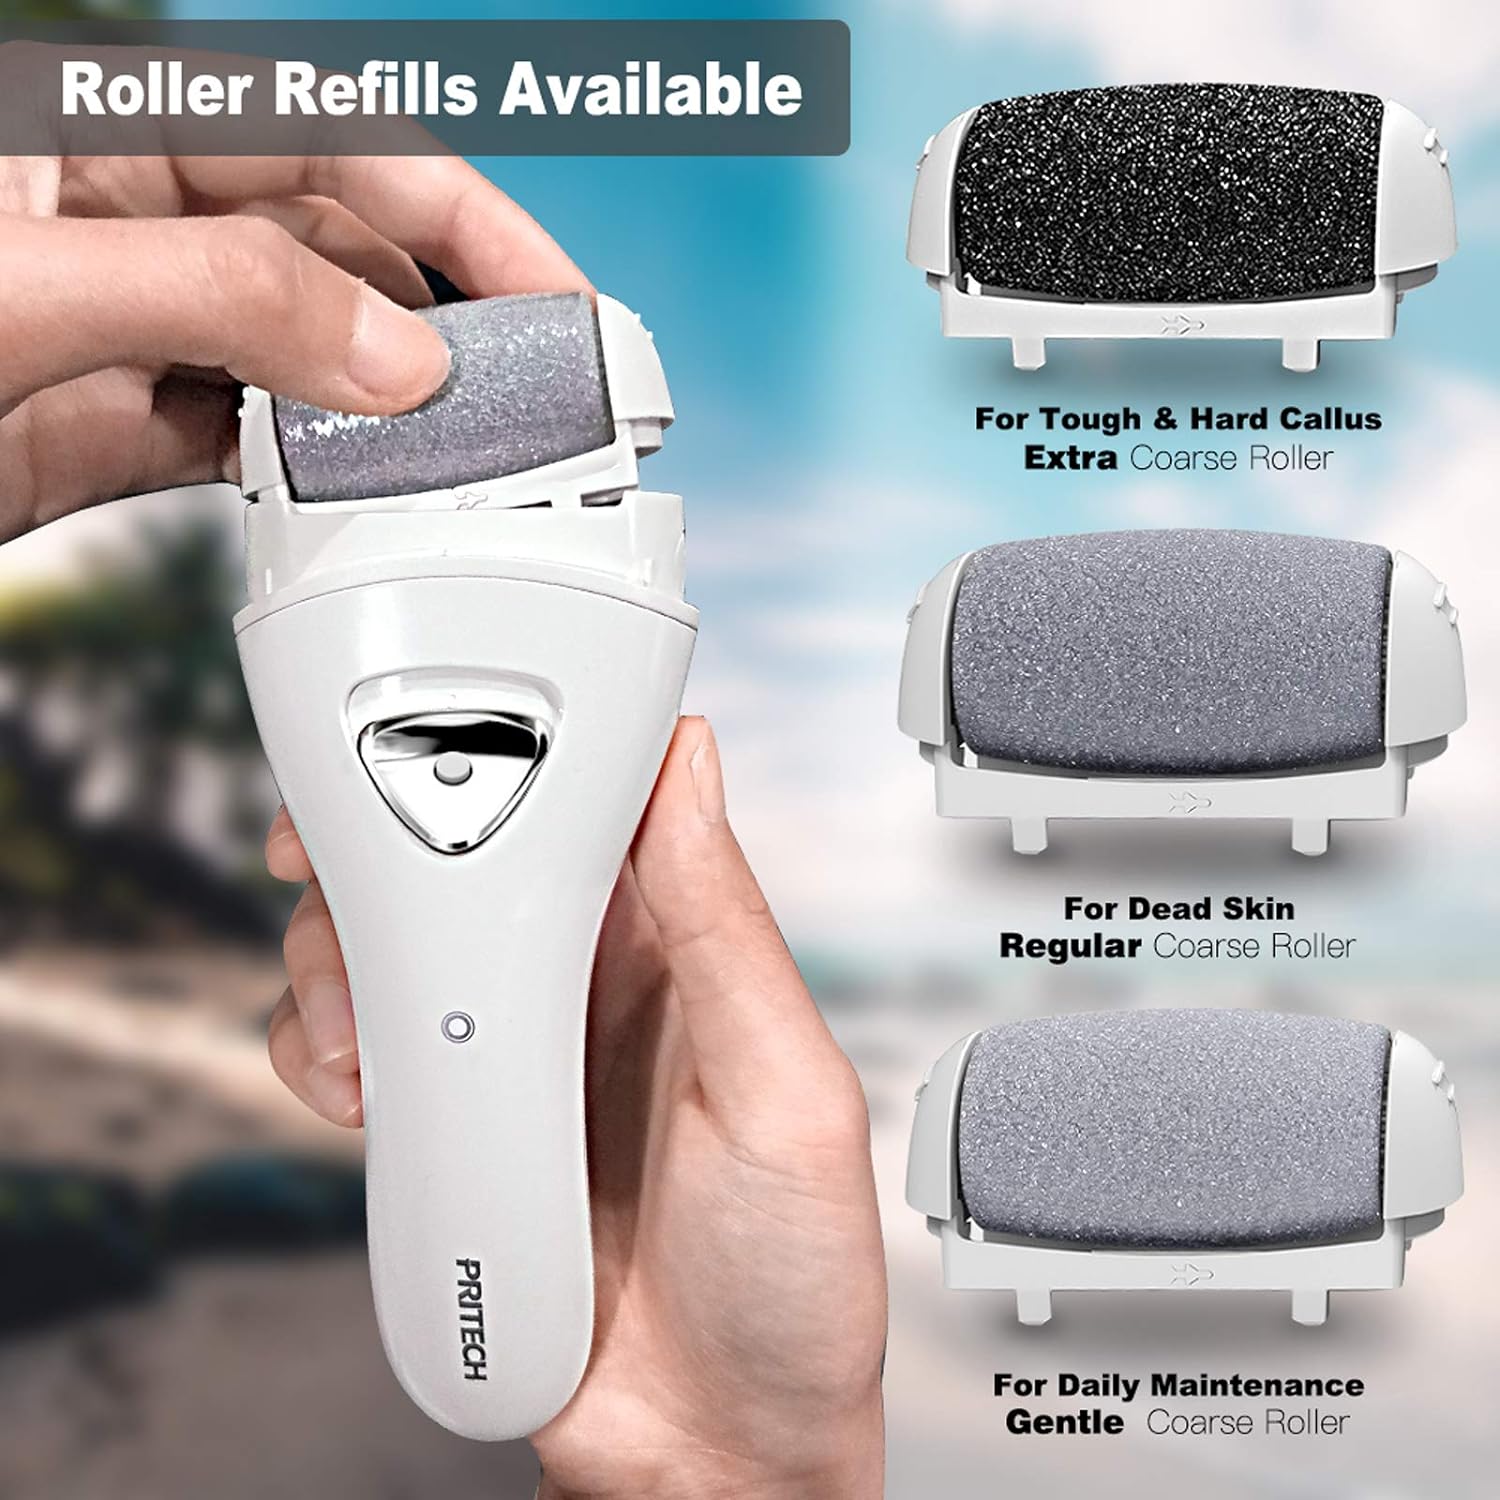 Roller Refills Available
For Tough & Hard Callus
Extra Coarse Roller
For Dead Skin
Regular Coarse Roller
For Daily Maintenance
Gentle Coarse Roller
PRITECH